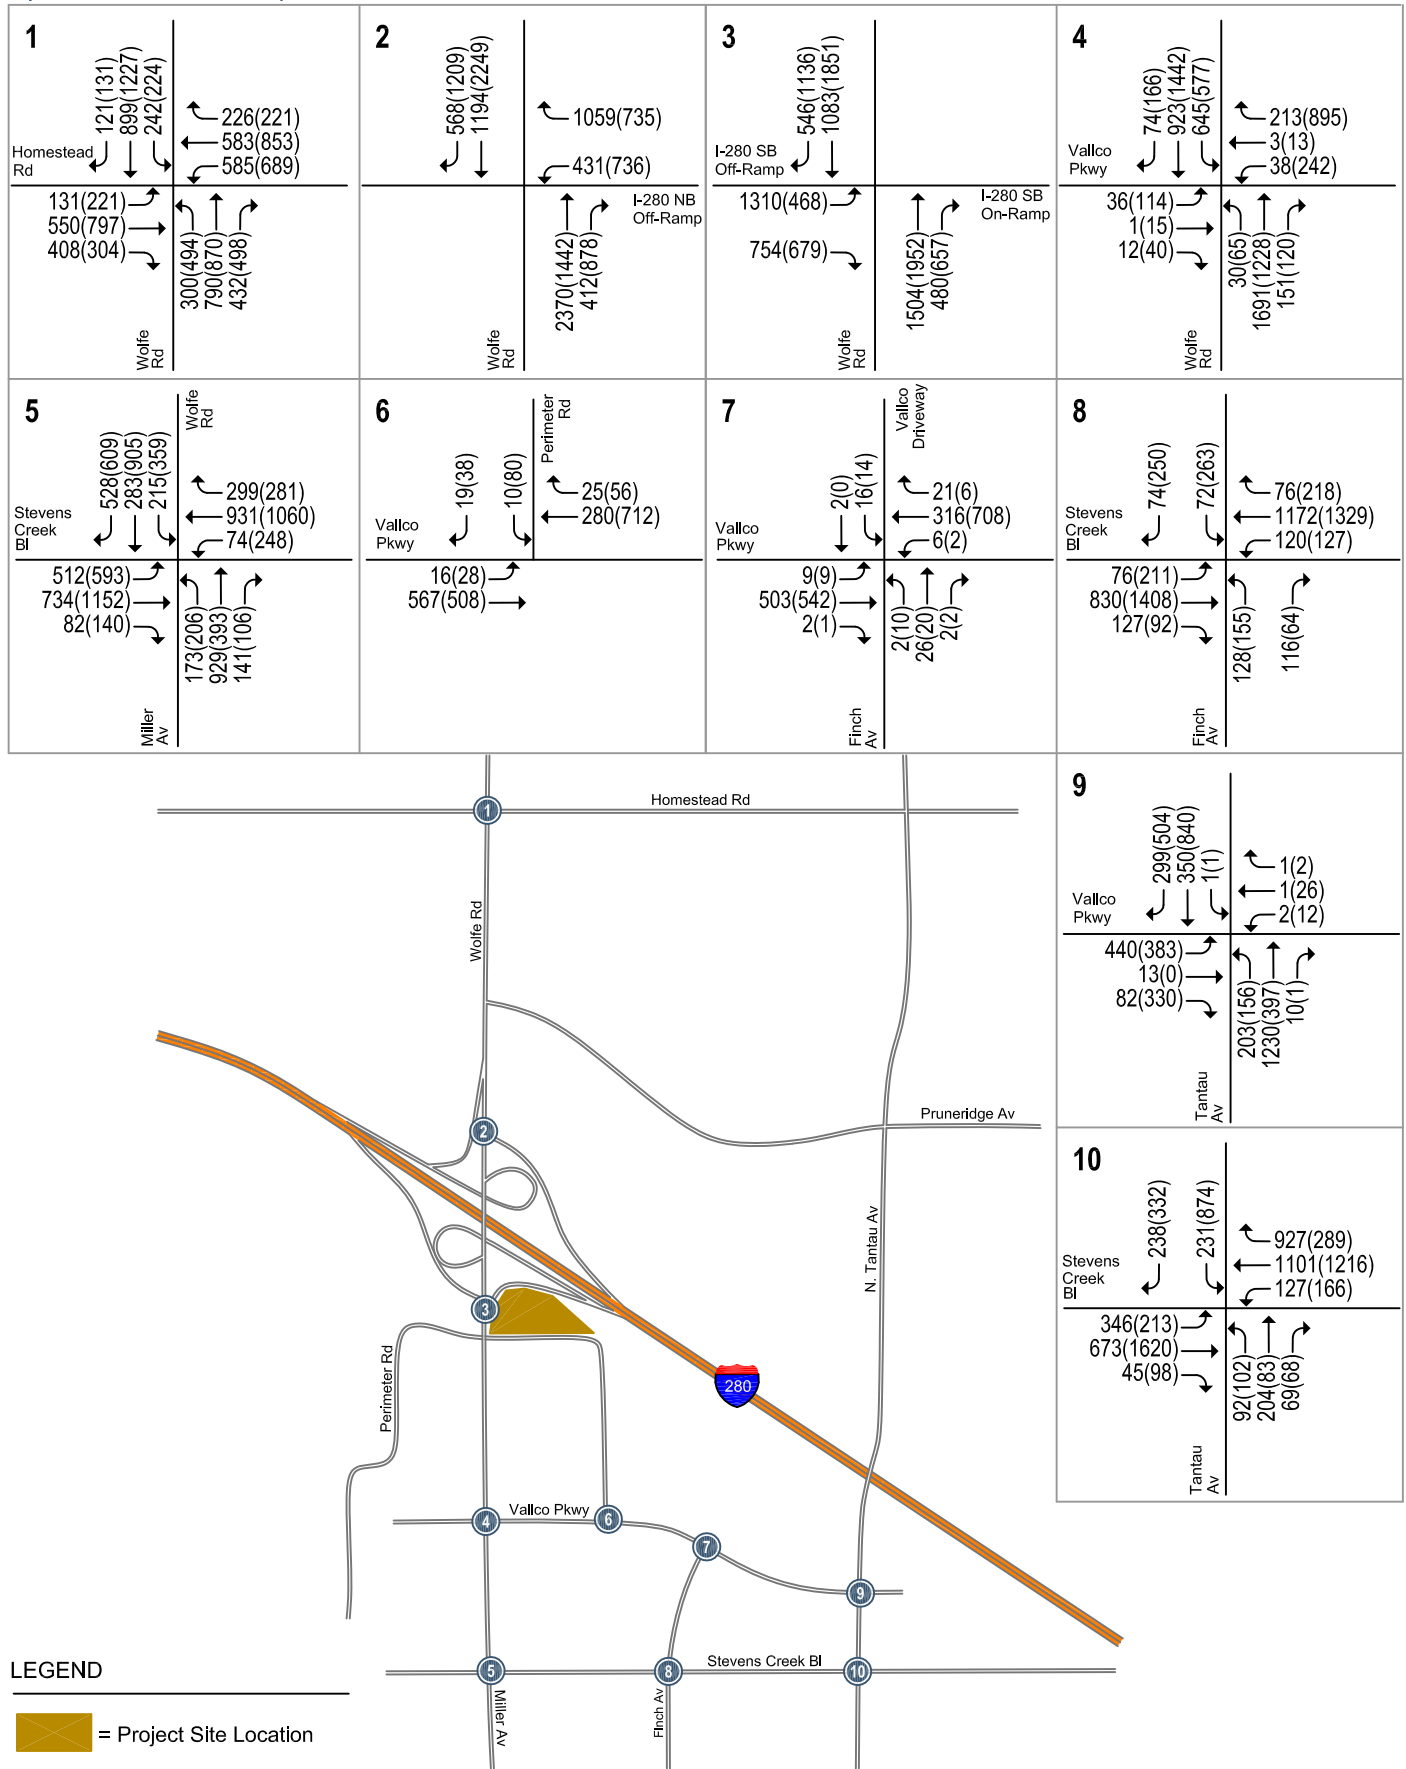 1
121(131)
899(1227)
242(224)
226(221)
583(853)
585(689)
Homestead
Rd
131(221)
550(797)
408(304)
300(494)
790(870)
432(498)
Wolfe
Rd
2
568(1209)
1194(2249)
1059(735)
431(736)
I-280 NB
Off-Ramp
2370(1442)
412(878)
Wolfe
Rd
3
546(1136)
1083(1851)
I-280 SB
Off-Ramp
1310(468)
754(679)
I-280 SB
On-Ramp
1504(1952)
480(657)
Wolfe
Rd
4
74(166)
923(1442)
645(577)
213(895)
3(13)
38(242)
Vallco
Pkwy
36(114)
1(15)
12(40)
30(65)
1691(1228)
151(120)
Wolfe
Rd
5
Wolfe
Rd
528(609)
283(905)
215(359)
299(281)
931(1060)
74(248)
Stevens
Creek
Bl
512(593)
734(1152)
82(140)
173(206)
929(393)
141(106)
Miller
Av
6
Perimeter
Rd
19(38)
10(80)
25(56)
280(712)
Vallco
Pkwy
16(28)
567(508)
7
Vallco
Driveway
2(0)
16(14)
21(6)
316(708)
6(2)
Vallco
Pkwy
9(9)
503(542)
2(1)
2(10)
26(20)
2(2)
Finch
Av
8
74(250)
72(263)
76(218)
1172(1329)
120(127)
Stevens
Creek
Bl
76(211)
830(1408)
127(92)
128(155)
116(64)
Finch
Av
9
299(504)
350(840)
1(1)
1(2)
1(26)
2(12)
Vallco
Pkwy
440(383)
13(0)
82(330)
203(156)
1230(397)
10(1)
Tantau
Av
10
238(332)
231(874)
927(289)
1101(1216)
127(166)
Stevens
Creek
Bl
346(213)
673(1620)
45(98)
92(102)
204(83)
69(68)
Tantau
Av
1
Homestead Rd
Wolfe Rd
2
Pruneridge Av
N. Tantau Av
3
Perimeter Rd
280
4
Vallco Pkwy
6
7
9
5
8
Stevens Creek Bl
10
Miller Av
Finch Av
LEGEND
= Project Site Location